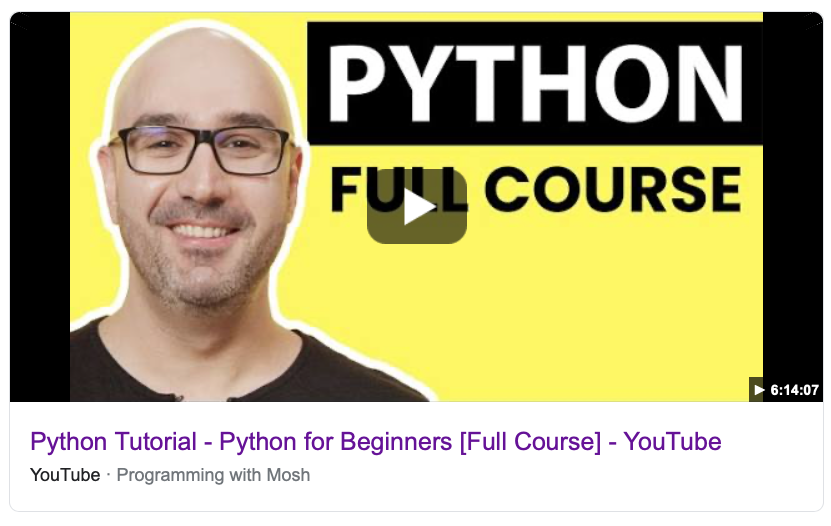 PYTHON
FULL COURSE
6:14:07
Python Tutorial - Python for Beginners [Full Course] - YouTube
YouTube · Programming with Mosh